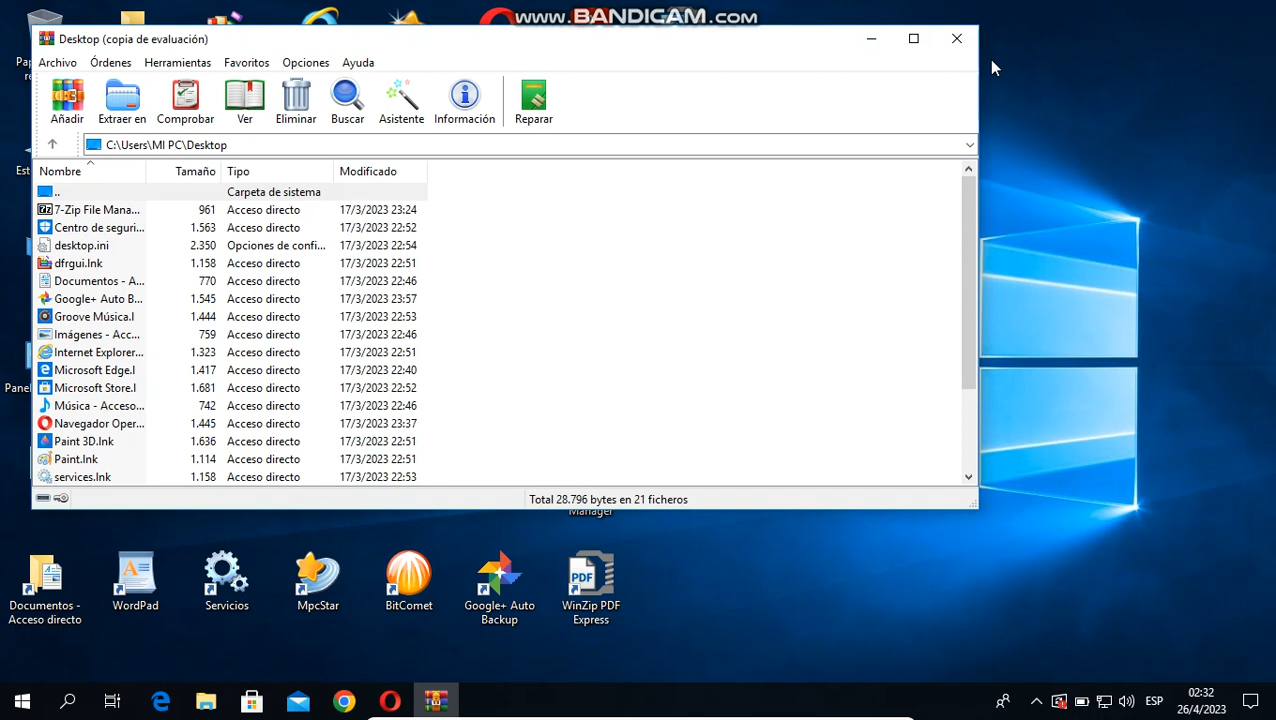 www.BANDICAM.com
Desktop (copia de evaluación)
Archivo Órdenes Herramientas Favoritos Opciones Ayuda
Añadir Extraer en Comprobar Ver Eliminar Buscar Asistente Información Reparar
C:\Users\MI PC\Desktop
Nombre Tamaño Tipo Modificado
.. Carpeta de sistema
7-Zip File Mana... 961 Acceso directo 17/3/2023 23:24
Centro de seguri... 1.563 Acceso directo 17/3/2023 22:52
desktop.ini 2.350 Opciones de confi... 17/3/2023 22:54
dfrgui.lnk 1.158 Acceso directo 17/3/2023 22:51
Documentos - A... 770 Acceso directo 17/3/2023 22:46
Google+ Auto B... 1.545 Acceso directo 17/3/2023 23:57
Groove Música.l 1.444 Acceso directo 17/3/2023 22:53
Imágenes - Acc... 759 Acceso directo 17/3/2023 22:46
Internet Explorer... 1.323 Acceso directo 17/3/2023 22:51
Microsoft Edge.l 1.417 Acceso directo 17/3/2023 22:40
Microsoft Store.l 1.681 Acceso directo 17/3/2023 22:52
Música - Acceso... 742 Acceso directo 17/3/2023 22:46
Navegador Oper... 1.445 Acceso directo 17/3/2023 23:37
Paint 3D.lnk 1.636 Acceso directo 17/3/2023 22:51
Paint.lnk 1.114 Acceso directo 17/3/2023 22:51
services.lnk 1.158 Acceso directo 17/3/2023 22:53
Total 28.796 bytes en 21 ficheros
Manager
Documentos - Acceso directo
WordPad
Servicios
MpcStar
BitComet
Google+ Auto Backup
PDF
WinZip PDF Express
ESP
02:32
26/4/2023